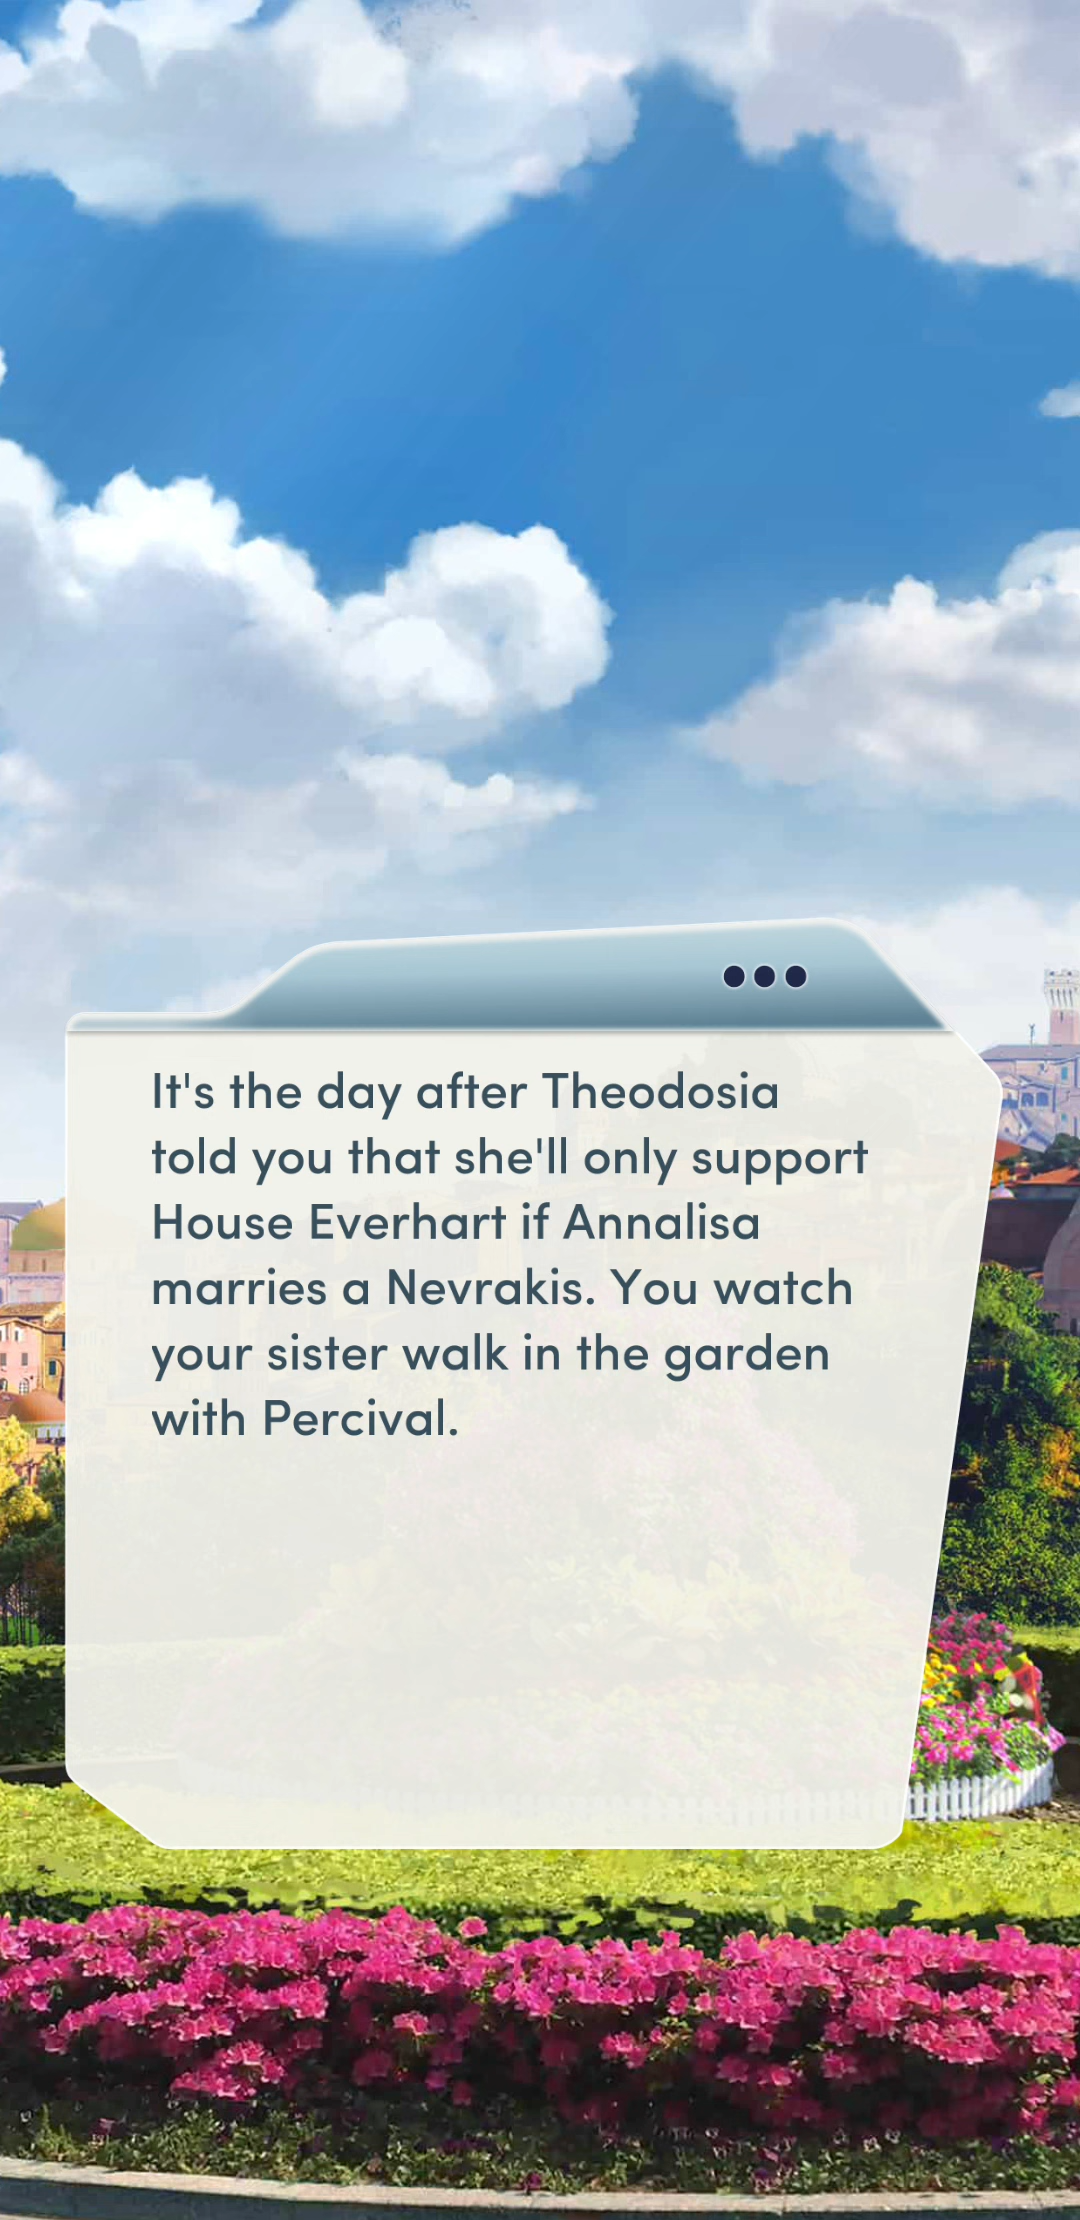 It's the day after Theodosia
told you that she'll only support
House Everhart if Annalisa
marries a Nevrakis. You watch
your sister walk in the garden
with Percival.